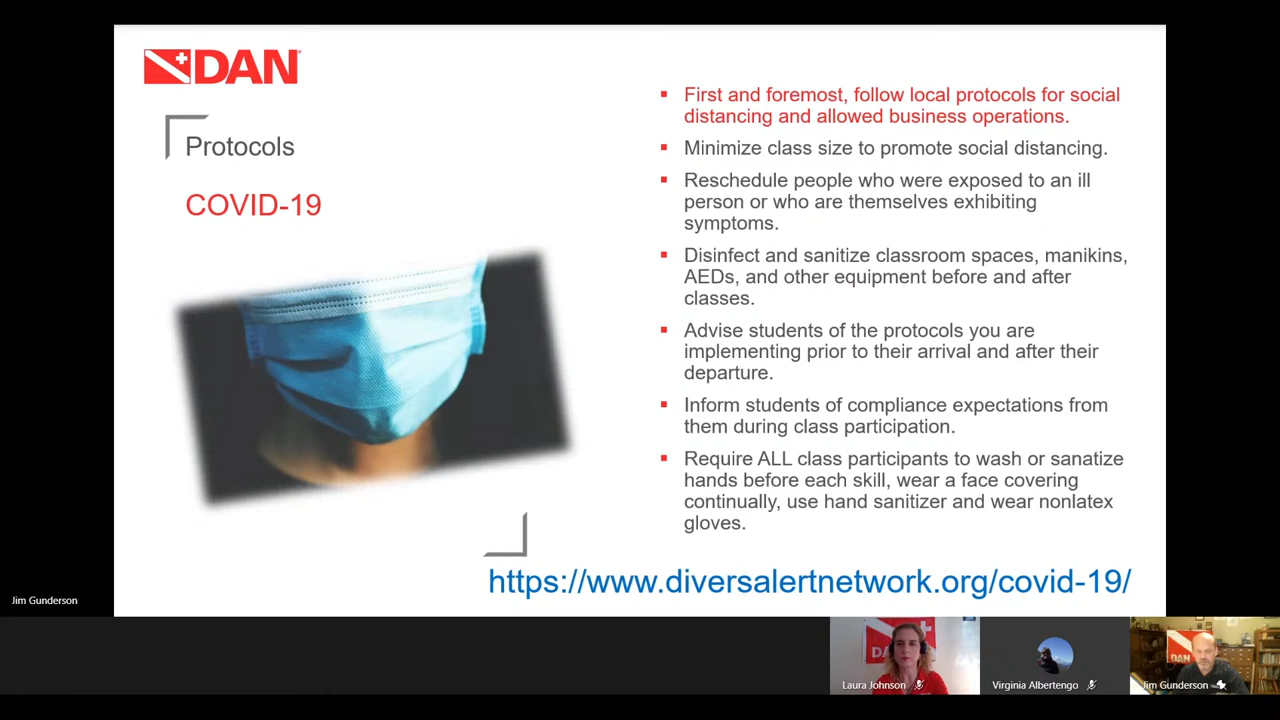 DAN
Protocols
COVID-19
First and foremost, follow local protocols for social
distancing and allowed business operations.
Minimize class size to promote social distancing.
Reschedule people who were exposed to an ill
person or who are themselves exhibiting
symptoms.
Disinfect and sanitize classroom spaces, manikins,
AEDs, and other equipment before and after
classes.
Advise students of the protocols you are
implementing prior to their arrival and after their
departure.
Inform students of compliance expectations from
them during class participation.
Require ALL class participants to wash or sanatize
hands before each skill, wear a face covering
continually, use hand sanitizer and wear nonlatex
gloves.
https://www.diversalertnetwork.org/covid-19/
Jim Gunderson
DAN
Laura Johnson
Virginia Albertengo
DAN
Jim Gunderson